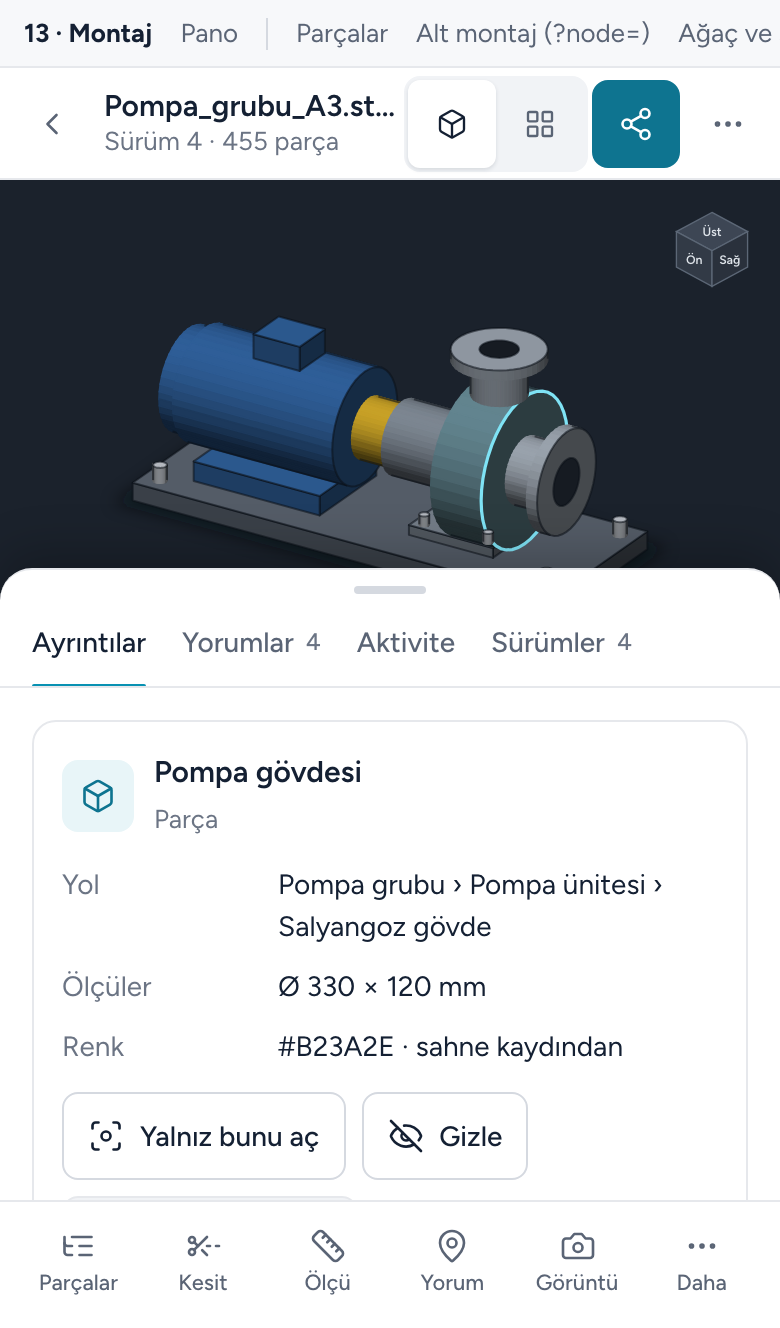 13 · Montaj Pano Parçalar Alt montaj (?node=) Ağaç ve
Pompa_grubu_A3.st...
Sürüm 4 · 455 parça
Üst
Ön Sağ
Ayrıntılar Yorumlar 4 Aktivite Sürümler 4
Pompa gövdesi
Parça
Yol Pompa grubu › Pompa ünitesi ›
Salyangoz gövde
Ölçüler Ø 330 × 120 mm
Renk #B23A2E · sahne kaydından
Yalnız bunu aç Gizle
Parçalar Kesit Ölçü Yorum Görüntü Daha